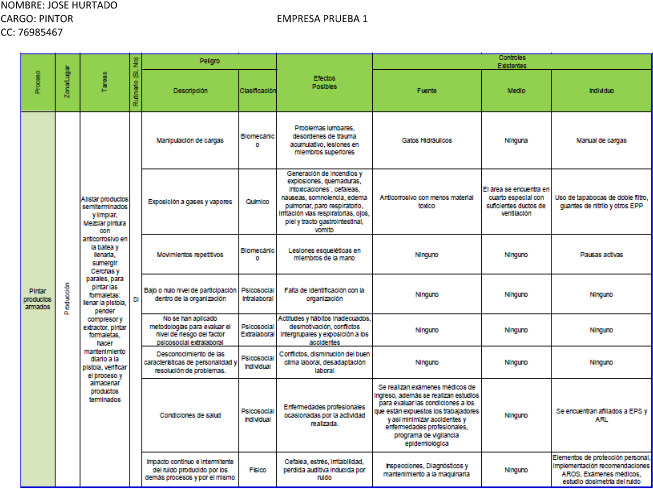 NOMBRE: JOSE HURTADO
CARGO: PINTOR EMPRESA PRUEBA 1
CC: 76985467
Proceso
Zona/Lugar
Tareas
Rutinario (Si, No)
Peligro
Descripción
Clasificación
Efectos
Posibles
Controles
Existentes
Fuente
Medio
Individuo
Pintar
productos
armados
Producción
Alistar productos
semiterminados
y limpiar,
Mezclar pintura
con
anticorrosivo en
la batea y
llenarla,
sumergir
Cerchas y
parales, para
pintar las
formaletas:
llenar la pistola,
pender
compresor y
extractor, pintar
formaletas,
hacer
mantenimiento
diario a la
pistola, verificar
el proceso y
almacenar
productos
terminados
SI
Manipulación de cargas
Biomecánic
o
Problemas lumbares,
desordenes de trauma
acumulativo, lesiones en
miembros superiores
Gatos Hidráulicos
Ninguna
Manual de cargas
Exposición a gases y vapores
Químico
Generación de incendios y
explosiones, quemaduras,
intoxicaciones, cefaleas,
nauseas, somnolencia, edema
pulmonar, paro respiratorio,
irritación vías respiratorias, ojos,
piel y tracto gastrointestinal,
vomito
Anticorrosivo con menos material
toxico
El área se encuentra en
cuarto especial con
suficientes ductos de
ventilación
Uso de tapabocas de doble filtro,
guantes de nitrilo y otros EPP
Movimientos repetitivos
Biomecánic
o
Lesiones esqueléticas en
miembros de la mano
Ninguno
Ninguno
Pausas activas
Bajo o nulo nivel de participación
dentro de la organización
Psicosocial
Intralaboral
Falta de identificación con la
organización
Ninguno
Ninguno
Ninguno
No se han aplicado
metodologías para evaluar el
nivel de riesgo del factor
psicosocial extralaboral
Psicosocial
Extralaboral
Actitudes y hábitos inadecuados,
desmotivación, conflictos
intergrupales y exposición a los
accidentes
Ninguno
Ninguno
Ninguno
Desconocimiento de las
características de personalidad y
resolución de problemas.
Psicosocial
Individual
Conflictos, disminución del buen
clima laboral, desadaptación
laboral
Ninguno
Ninguno
Ninguno
Condiciones de salud
Psicosocial
Individual
Enfermedades profesionales
ocasionadas por la actividad
realizada.
Se realizan exámenes médicos de
ingreso, además se realizan estudios
para evaluar las condiciones a los
que están expuestos los trabajadores
y así minimizar accidentes y
enfermedades profesionales,
programa de vigilancia
epidemiológica
Ninguno
Se encuentran afiliados a EPS y
ARL
Impacto continuo e intermitente
del ruido producido por los
demás procesos y por el mismo
Físico
Cefalea, estrés, irritabilidad,
perdida auditiva inducida por
ruido
Inspecciones, Diagnósticos y
mantenimiento a la maquinaria
Ninguno
Elementos de protección personal,
implementación recomendaciones
AROS, Exámenes médicos,
estudio dosimetría del ruido